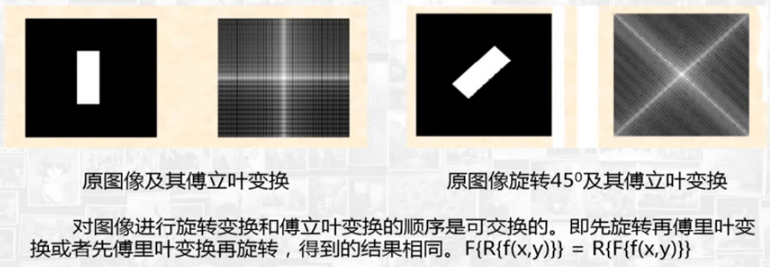 原图像及其傅立叶变换
原图像旋转45⁰及其傅立叶变换
对图像进行旋转变换和傅立叶变换的顺序是可交换的。即先旋转再傅里叶变
换或者先傅里叶变换再旋转，得到的结果相同。F{R{f(x,y)}} = R{F{f(x,y)}}